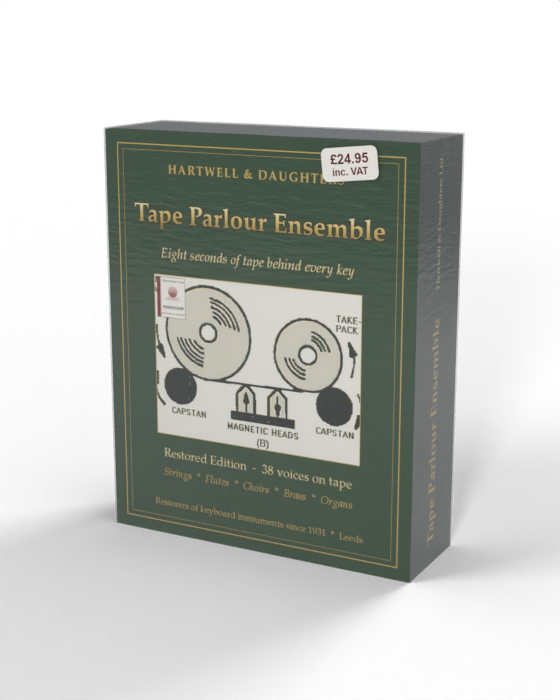 £24.95
inc. VAT
HARTWELL & DAUGHTERS
Tape Parlour Ensemble
Eight seconds of tape behind every key
TAKE-
PACK
CAPSTAN
MAGNETIC HEADS
(B)
CAPSTAN
Restored Edition - 38 voices on tape
Strings * Flutes * Choirs * Brass * Organs
Restorers of keyboard instruments since 1931 * Leeds
Tape Parlour Ensemble
Hartwell & Daughters Ltd